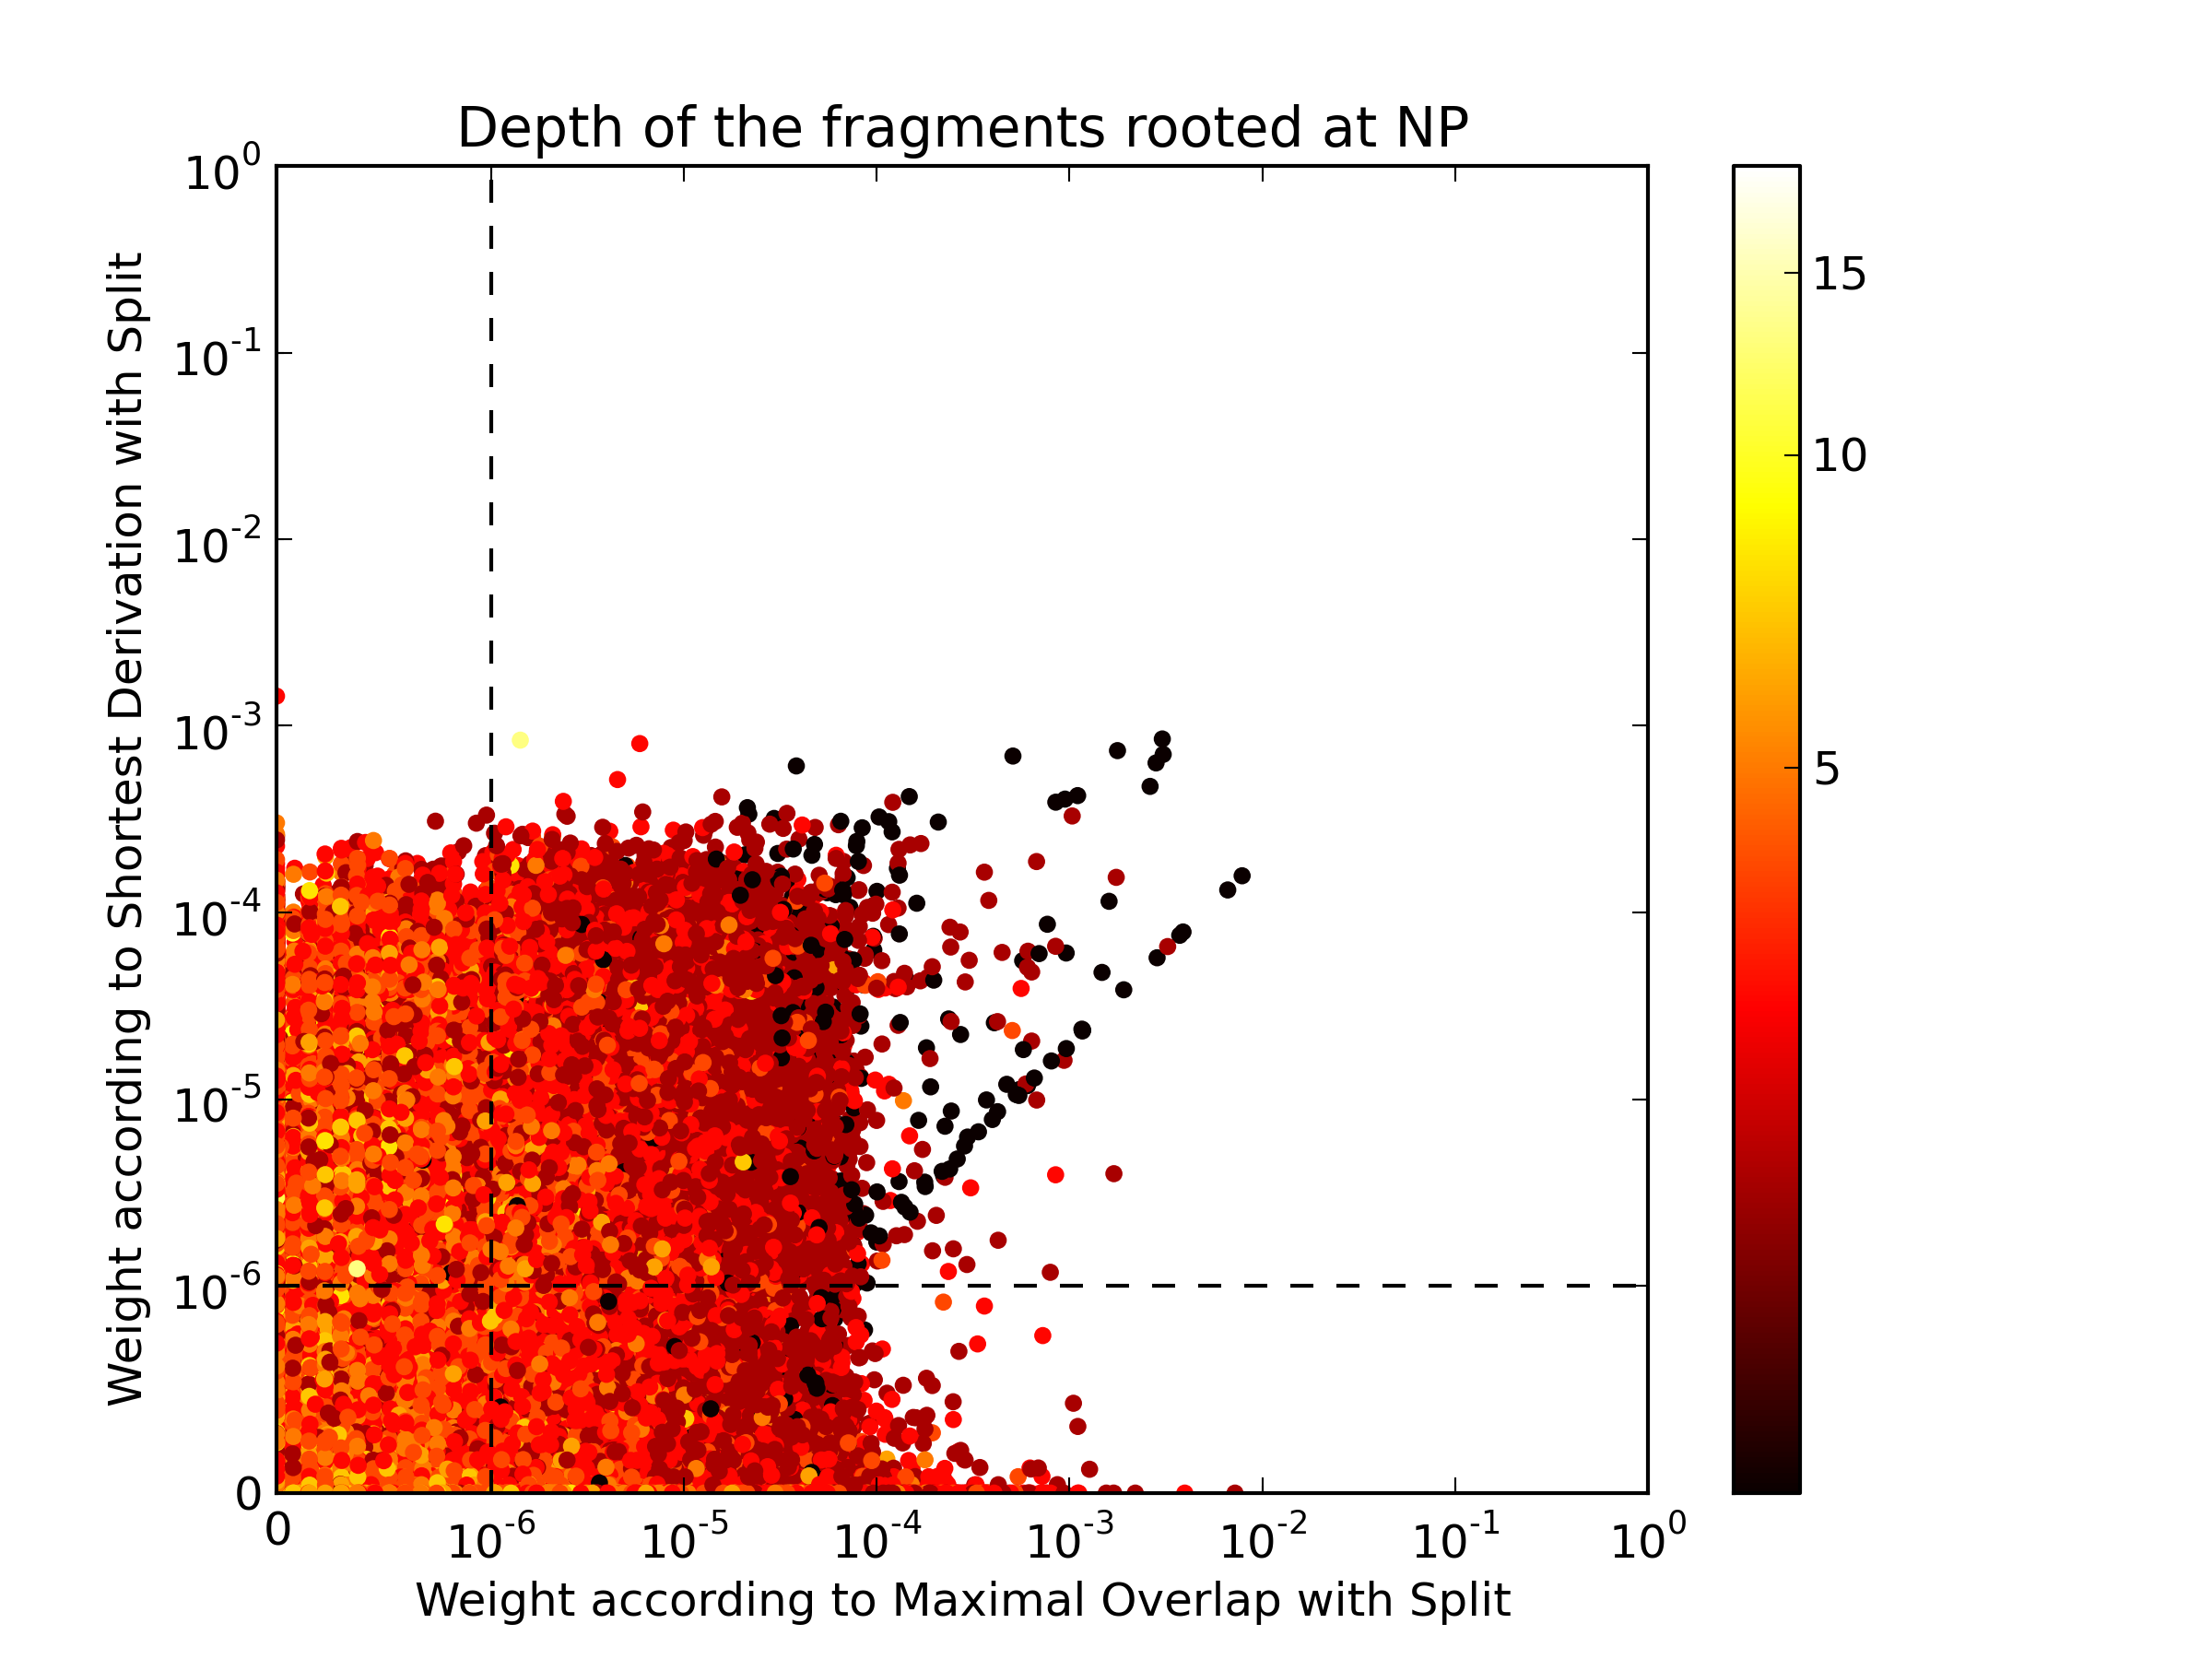 Depth of the fragments rooted at NP
Weight according to Shortest Derivation with Split
10^0
10^-1
10^-2
10^-3
10^-4
10^-5
10^-6
0
0 10^-6 10^-5 10^-4 10^-3 10^-2 10^-1 10^0
Weight according to Maximal Overlap with Split
15
10
5